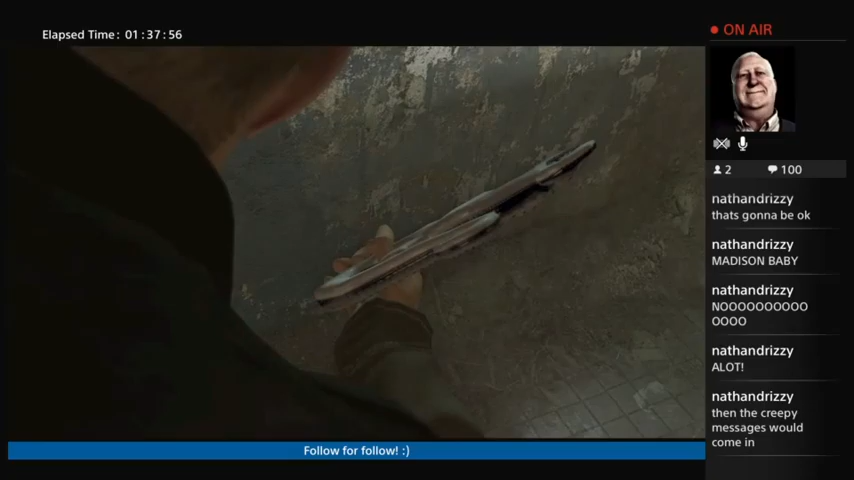 Elapsed Time: 01:37:56
ON AIR
2
100
nathandrizzy
thats gonna be ok
nathandrizzy
MADISON BABY
nathandrizzy
NOOOOOOOOOO
OOOO
nathandrizzy
ALOT!
nathandrizzy
then the creepy
messages would
come in
Follow for follow! :)